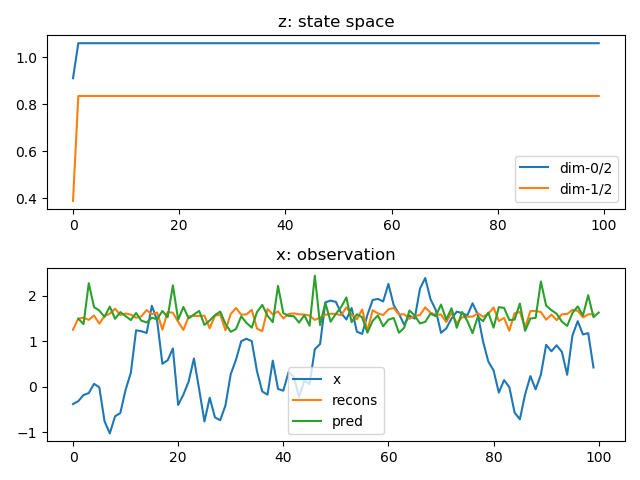 z: state space
1.0
0.8
0.6
0.4
dim-0/2
dim-1/2
0 20 40 60 80 100
x: observation
2
1
0
−1
x
recons
pred
0 20 40 60 80 100